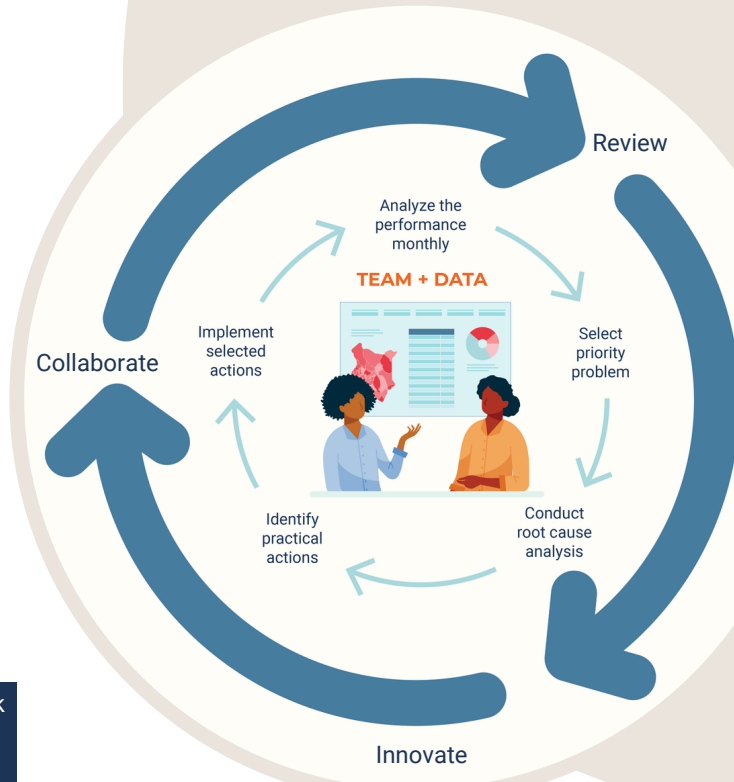 Review
Analyze the
performance
monthly
TEAM + DATA
Select
priority
problem
Conduct
root cause
analysis
Identify
practical
actions
Implement
selected
actions
Collaborate
Innovate